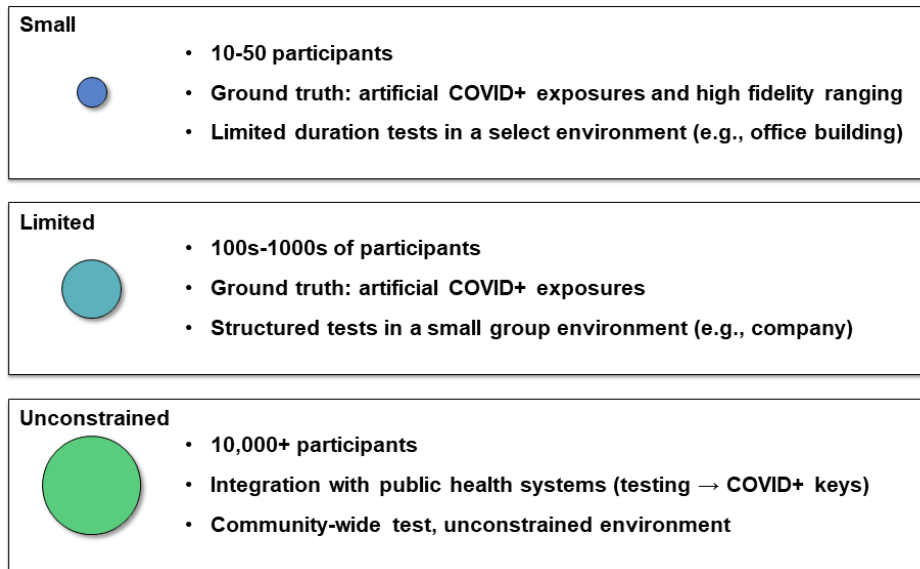 Small
• 10-50 participants
• Ground truth: artificial COVID+ exposures and high fidelity ranging
• Limited duration tests in a select environment (e.g., office building)
Limited
• 100s-1000s of participants
• Ground truth: artificial COVID+ exposures
• Structured tests in a small group environment (e.g., company)
Unconstrained
• 10,000+ participants
• Integration with public health systems (testing → COVID+ keys)
• Community-wide test, unconstrained environment